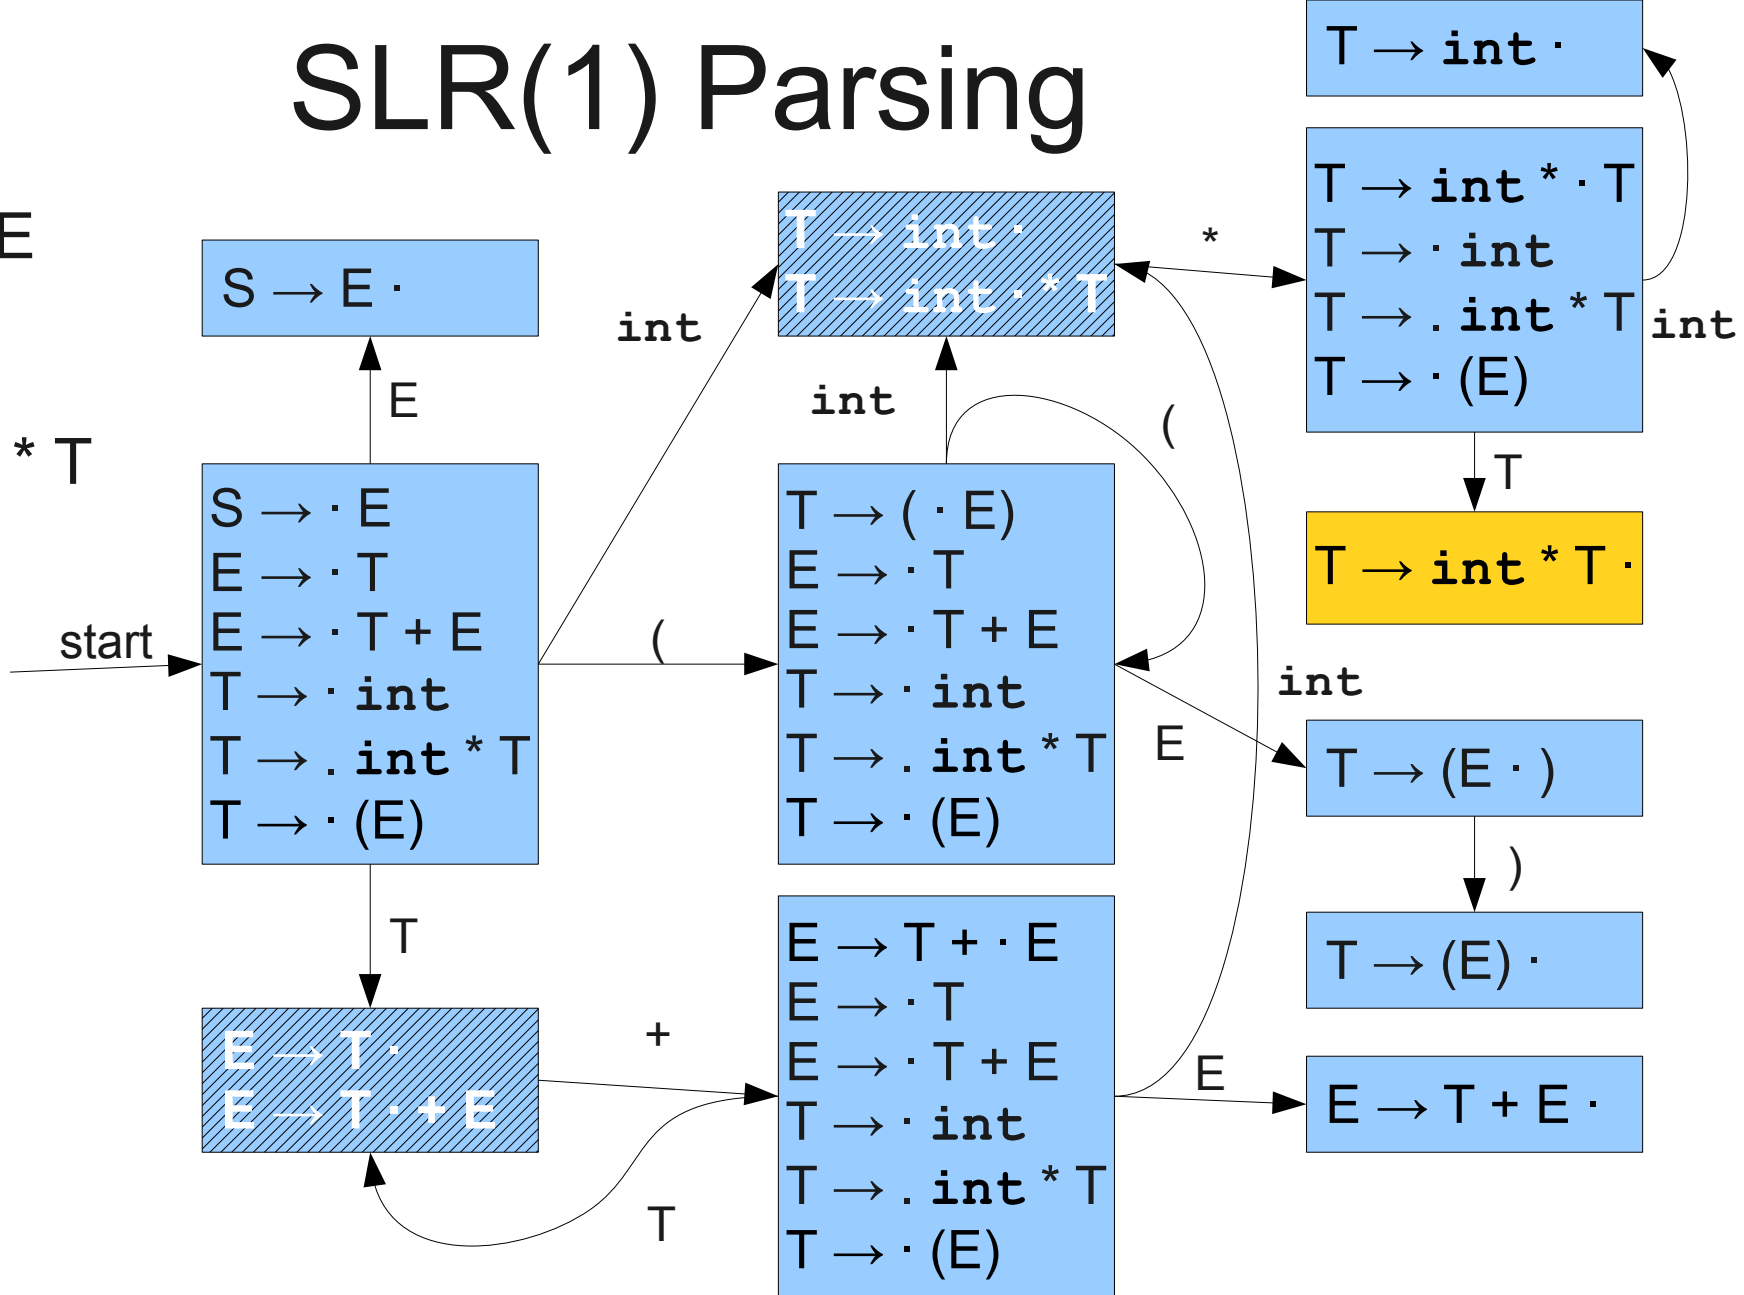 SLR(1) Parsing
E
* T
start
S → E ·
E
S → · E
E → · T
E → · T + E
T → · int
T → . int * T
T → · (E)
T
E → T ·
E → T · + E
int
(
+
T
T → int ·
T → int · * T
int
(
T → ( · E)
E → · T
E → · T + E
T → · int
T → . int * T
T → · (E)
E → T + · E
E → · T
E → · T + E
T → · int
T → . int * T
T → · (E)
*
int
E
E
T → int ·
T → int * · T
T → · int
T → . int * T
T → · (E)
int
T
T → int * T ·
T → (E · )
)
T → (E) ·
E → T + E ·